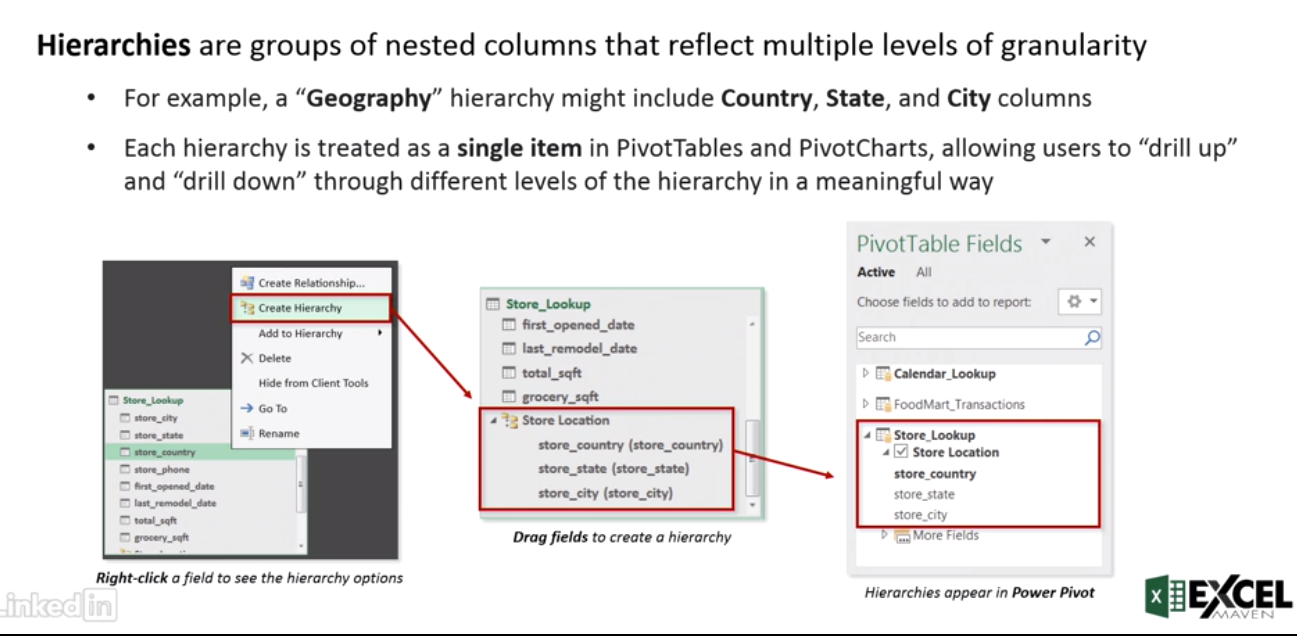 Hierarchies are groups of nested columns that reflect multiple levels of granularity
• For example, a “Geography” hierarchy might include Country, State, and City columns
• Each hierarchy is treated as a single item in PivotTables and PivotCharts, allowing users to “drill up”
and “drill down” through different levels of the hierarchy in a meaningful way
Create Relationship...
Create Hierarchy
Add to Hierarchy
Delete
Hide from Client Tools
Go To
Rename
Store_Lookup
store_city
store_state
store_country
store_phone
first_opened_date
last_remodel_date
total_sqft
grocery_sqft
Right-click a field to see the hierarchy options
Store_Lookup
first_opened_date
last_remodel_date
total_sqft
grocery_sqft
Store Location
store_country (store_country)
store_state (store_state)
store_city (store_city)
Drag fields to create a hierarchy
PivotTable Fields
Active All
Choose fields to add to report:
Search
Calendar_Lookup
FoodMart_Transactions
Store_Lookup
Store Location
store_country
store_state
store_city
More Fields
Hierarchies appear in Power Pivot
Linked in
X EXCEL
MAVEN